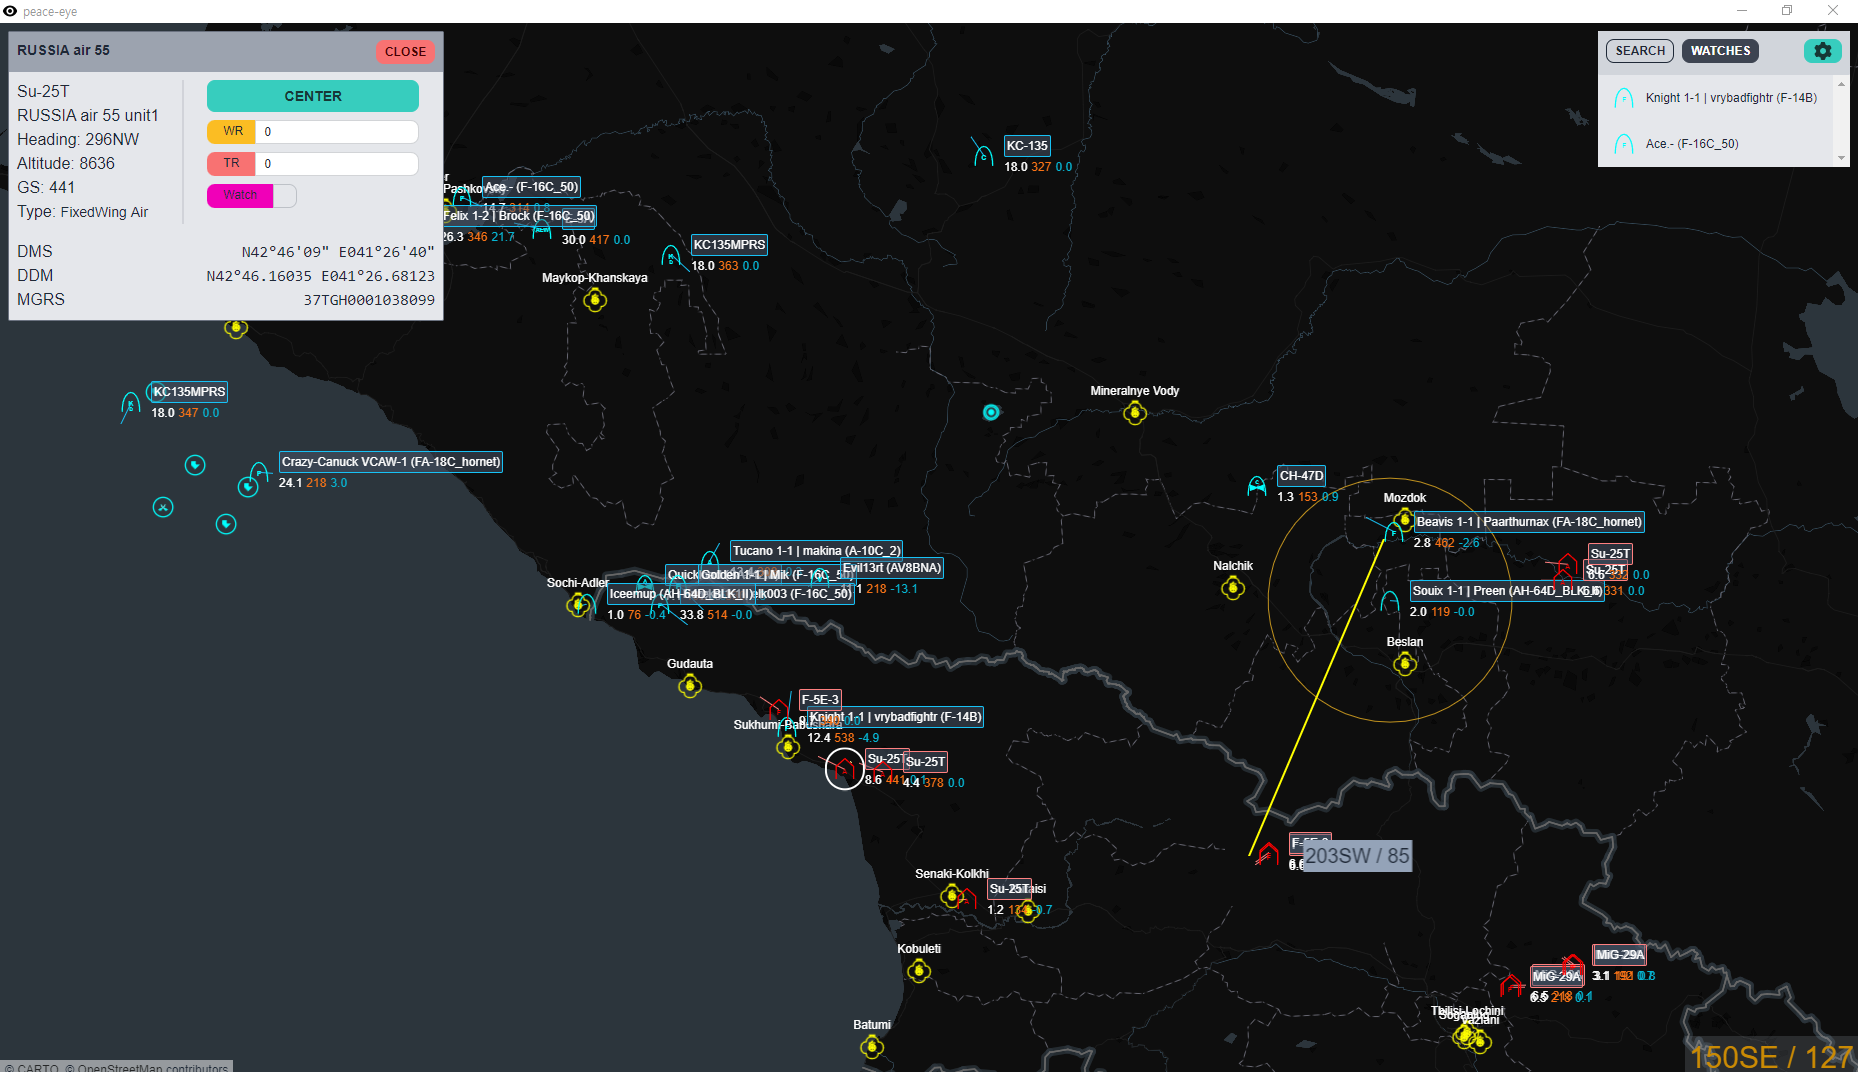 peace-eye
RUSSIA air 55
CLOSE
Su-25T
RUSSIA air 55 unit1
Heading: 296NW
Altitude: 8636
GS: 441
Type: FixedWing Air
CENTER
WR 0
TR 0
Watch
DMS N42°46'09" E041°26'40"
DDM N42°46.16035 E041°26.68123
MGRS 37TGH0001038099
SEARCH WATCHES
Knight 1-1 | vrybadfightr (F-14B)
Ace.- (F-16C_50)
KC-135
18.0 327 0.0
Ace.- (F-16C_50)
Felix 1-2 | Brock (F-16C_50)
26.3 346 21.7
30.0 417 0.0
KC135MPRS
18.0 363 0.0
Maykop-Khanskaya
KC135MPRS
18.0 347 0.0
Mineralnye Vody
Crazy-Canuck VCAW-1 (FA-18C_hornet)
24.1 218 3.0
CH-47D
1.3 153 0.9
Mozdok
Beavis 1-1 | Paarthurnax (FA-18C_hornet)
2.8 462 -2.6
Su-25T
Su-25T
6.6 332 0.0
Tucano 1-1 | makina (A-10C_2)
Evil13rt (AV8BNA)
218 -13.1
Golden 1-1 | Mik (F-16C_50)
Sochi-Adler
Iceemup (AH-64D_BLK_II)
elk003 (F-16C_50)
1.0 76 -0.4
33.8 514 -0.0
Nalchik
Souix 1-1 | Preen (AH-64D_BLK_II)
331 0.0
2.0 119 -0.0
Beslan
Gudauta
F-5E-3
Knight 1-1 | vrybadfightr (F-14B)
12.4 538 -4.9
Sukhumi-Babushara
Su-25T
Su-25T
8.6 441
4.4 378 0.0
203SW / 85
Senaki-Kolkhi
Su-25T
1.2
Kobuleti
MiG-29A
MiG-29A
Batumi
Tbilisi-Lochini
Vaziani
150SE / 127
© CARTO, © OpenStreetMap contributors